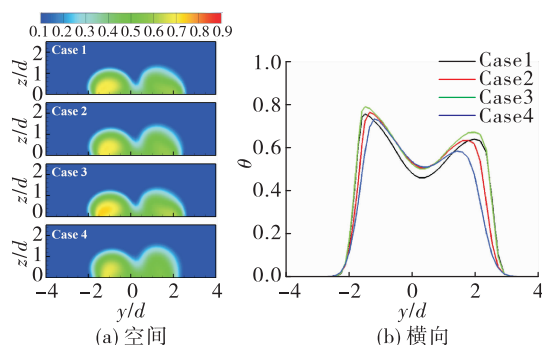 0.1 0.2 0.3 0.4 0.5 0.6 0.7 0.8 0.9
Case 1
z/d
2
1
0
Case 2
z/d
2
1
0
Case 3
z/d
2
1
0
Case 4
z/d
2
1
0
−4 −2 0 2 4
y/d
(a) 空间
Case1
Case2
Case3
Case4
θ
1.0
0.8
0.6
0.4
0.2
0.0
−4 −2 0 2 4
y/d
(b) 横向